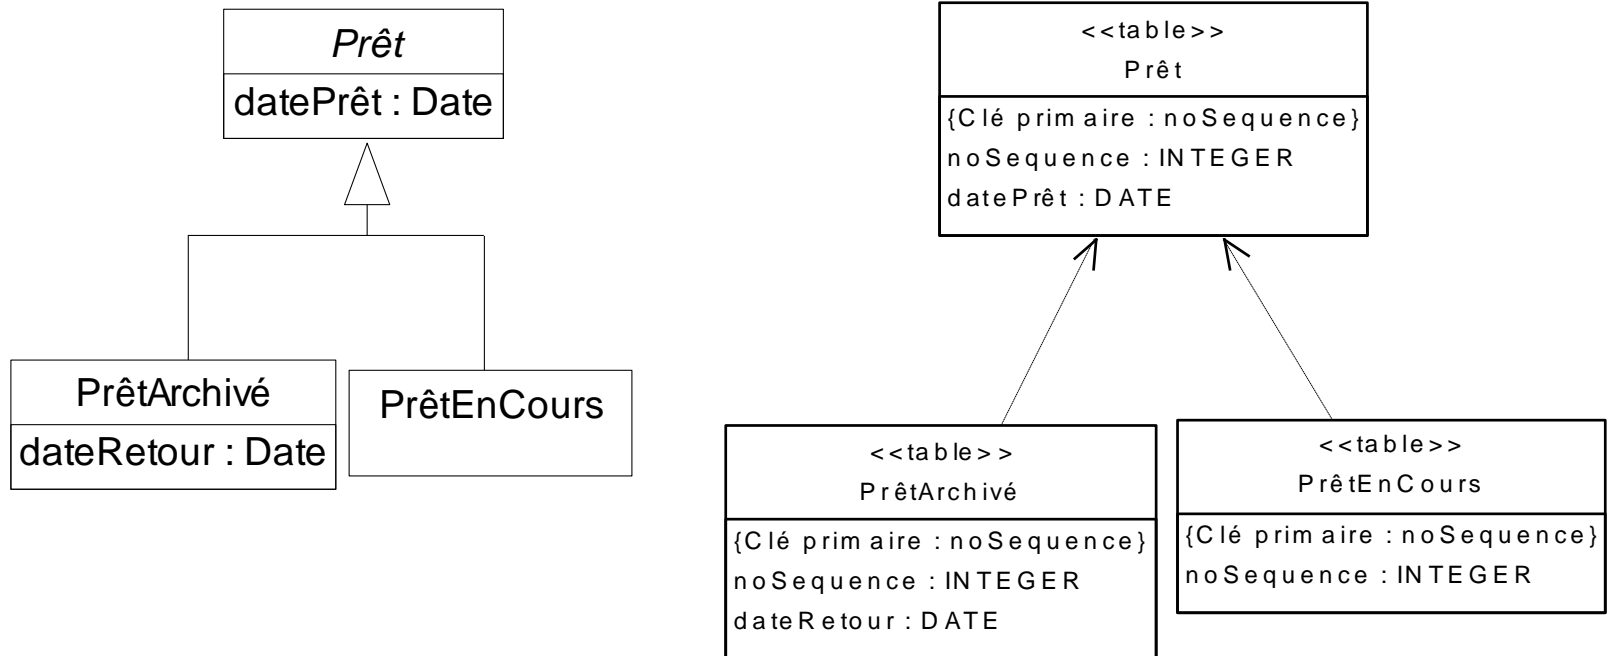 Prêt
datePrêt : Date
PrêtArchivé
dateRetour : Date
PrêtEnCours
<<table>>
Prêt
{Clé primaire : noSequence}
noSequence : INTEGER
datePrêt : DATE
<<table>>
PrêtArchivé
{Clé primaire : noSequence}
noSequence : INTEGER
dateRetour : DATE
<<table>>
PrêtEnCours
{Clé primaire : noSequence}
noSequence : INTEGER